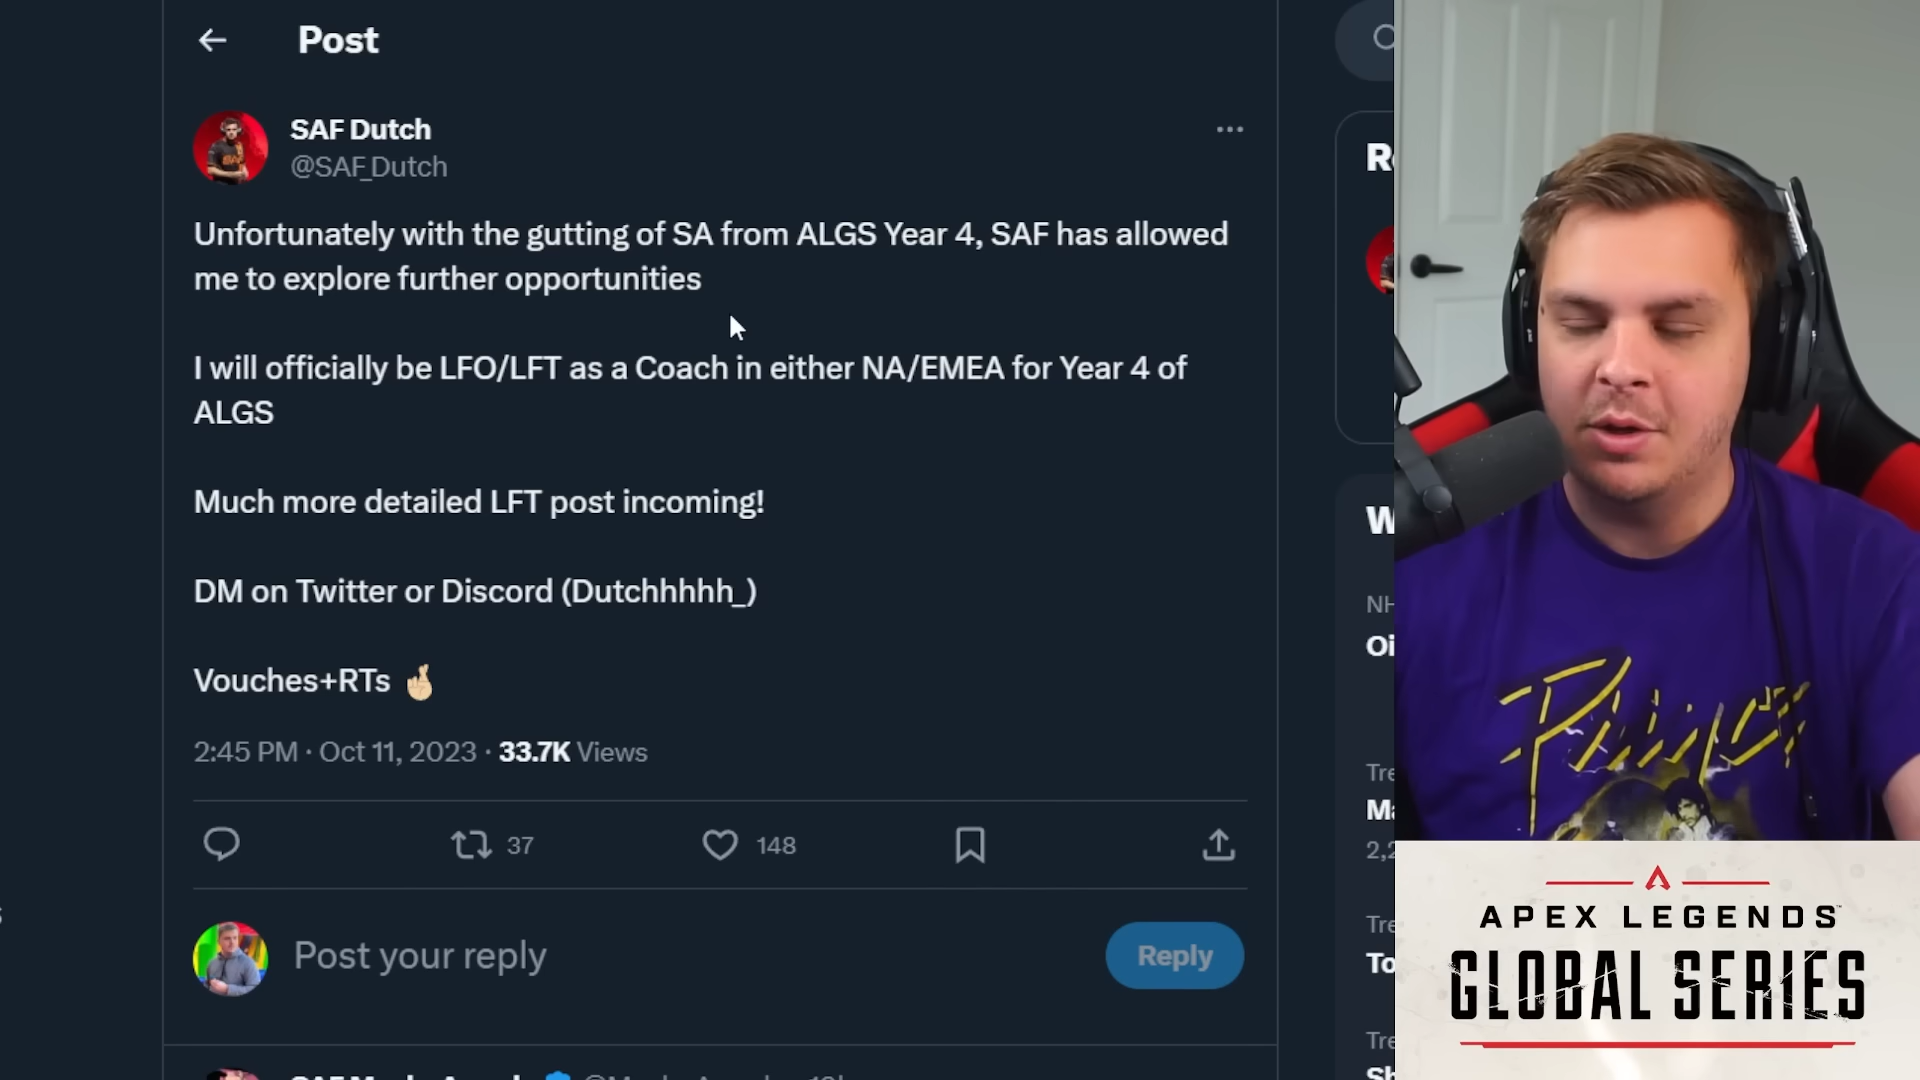 Post
SAF Dutch
@SAF_Dutch
Unfortunately with the gutting of SA from ALGS Year 4, SAF has allowed
me to explore further opportunities
I will officially be LFO/LFT as a Coach in either NA/EMEA for Year 4 of
ALGS
Much more detailed LFT post incoming!
DM on Twitter or Discord (Dutchhhhh_)
Vouches+RTs 🤞🏼
2:45 PM · Oct 11, 2023 · 33.7K Views
37
148
Post your reply
Reply
APEX LEGENDS
GLOBAL SERIES